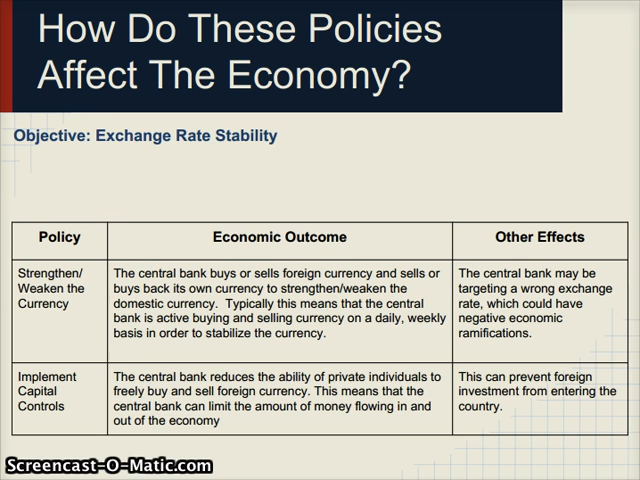 How Do These Policies
Affect The Economy?
Objective: Exchange Rate Stability
Policy
Economic Outcome
Other Effects
Strengthen/
Weaken the
Currency
The central bank buys or sells foreign currency and sells or
buys back its own currency to strengthen/weaken the
domestic currency. Typically this means that the central
bank is active buying and selling currency on a daily, weekly
basis in order to stabilize the currency.
The central bank may be
targeting a wrong exchange
rate, which could have
negative economic
ramifications.
Implement
Capital
Controls
The central bank reduces the ability of private individuals to
freely buy and sell foreign currency. This means that the
central bank can limit the amount of money flowing in and
out of the economy
This can prevent foreign
investment from entering the
country.
Screencast-O-Matic.com